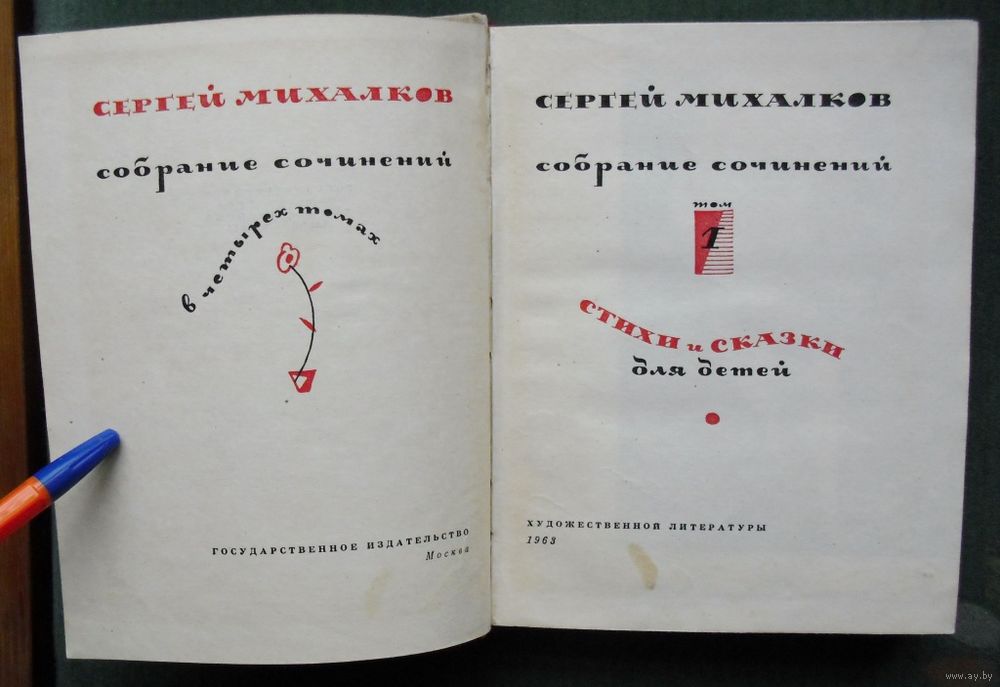 СЕРГЕЙ МИХАЛКОВ
собрание сочинений
в четырех томах
ГОСУДАРСТВЕННОЕ ИЗДАТЕЛЬСТВО
Москва
СЕРГЕЙ МИХАЛКОВ
собрание сочинений
том
1
СТИХИ и СКАЗКИ
для детей
ХУДОЖЕСТВЕННОЙ ЛИТЕРАТУРЫ
1963
www.ay.by